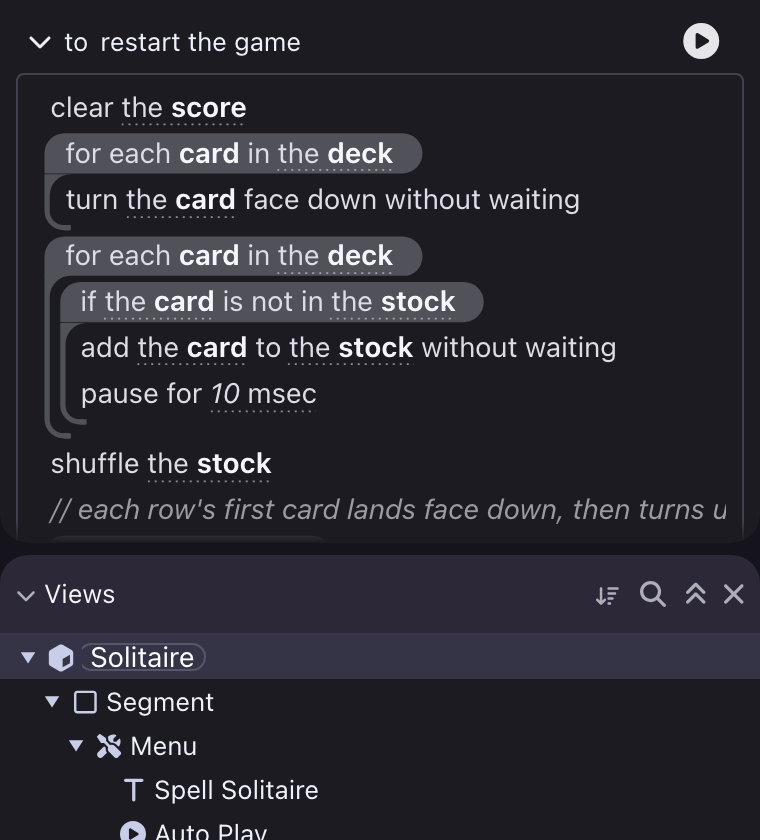 to restart the game
clear the score
for each card in the deck
turn the card face down without waiting
for each card in the deck
if the card is not in the stock
add the card to the stock without waiting
pause for 10 msec
shuffle the stock
// each row's first card lands face down, then turns u
Views
Solitaire
Segment
Menu
Spell Solitaire
Auto Play